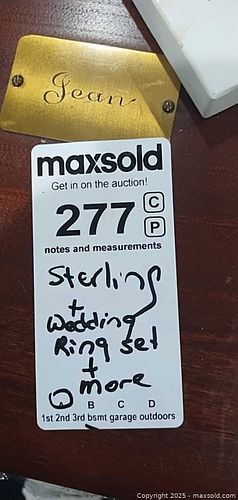 Jean
maxsold
Get in on the auction!
277 C
P
notes and measurements
Sterling
+
Wedding
Ring set
+
more
B C D
1st 2nd 3rd bsmt garage outdoors
Copyright © 2025 - maxsold.com